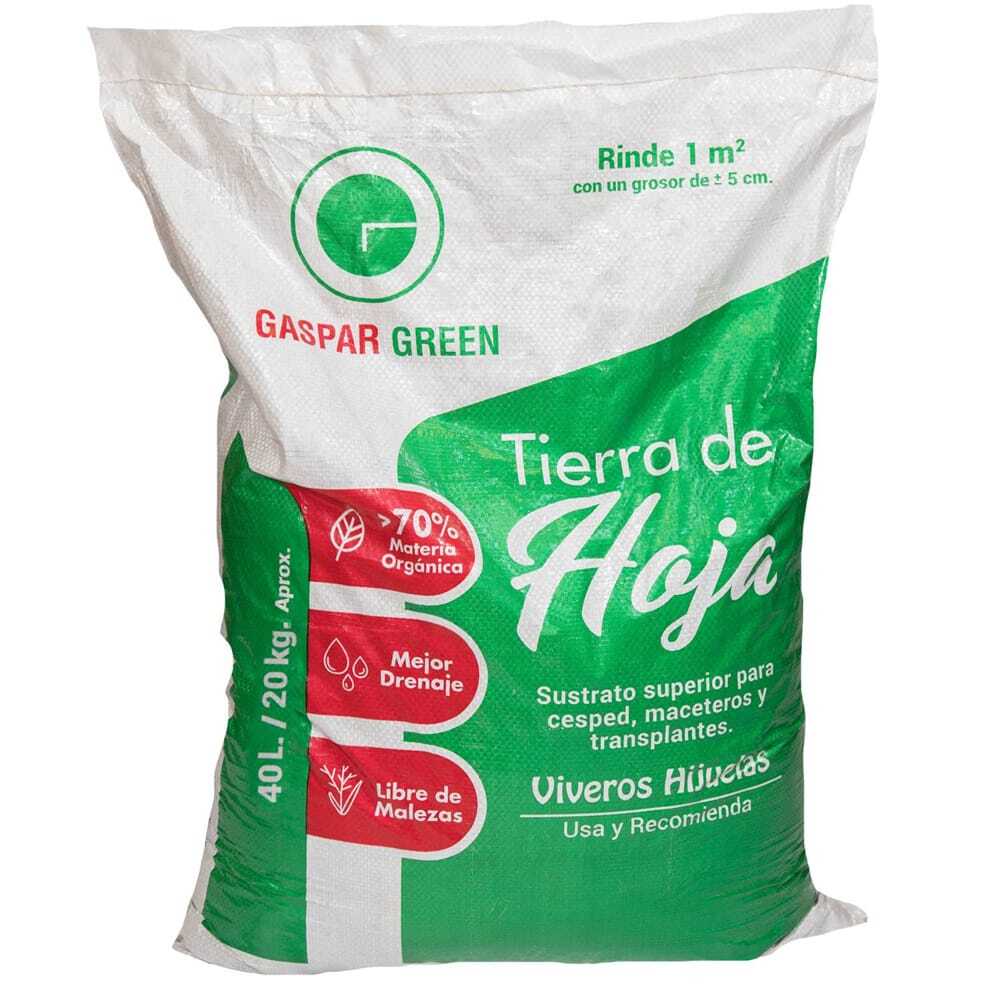 Rinde 1 m²
con un grosor de ± 5 cm.
GASPAR GREEN
Tierra de
Hoja
>70%
Materia
Orgánica
Mejor
Drenaje
Libre de
Malezas
40 L. / 20 kg. Aprox.
Sustrato superior para
cesped, maceteros y
transplantes.
Viveros Hijuelas
Usa y Recomienda